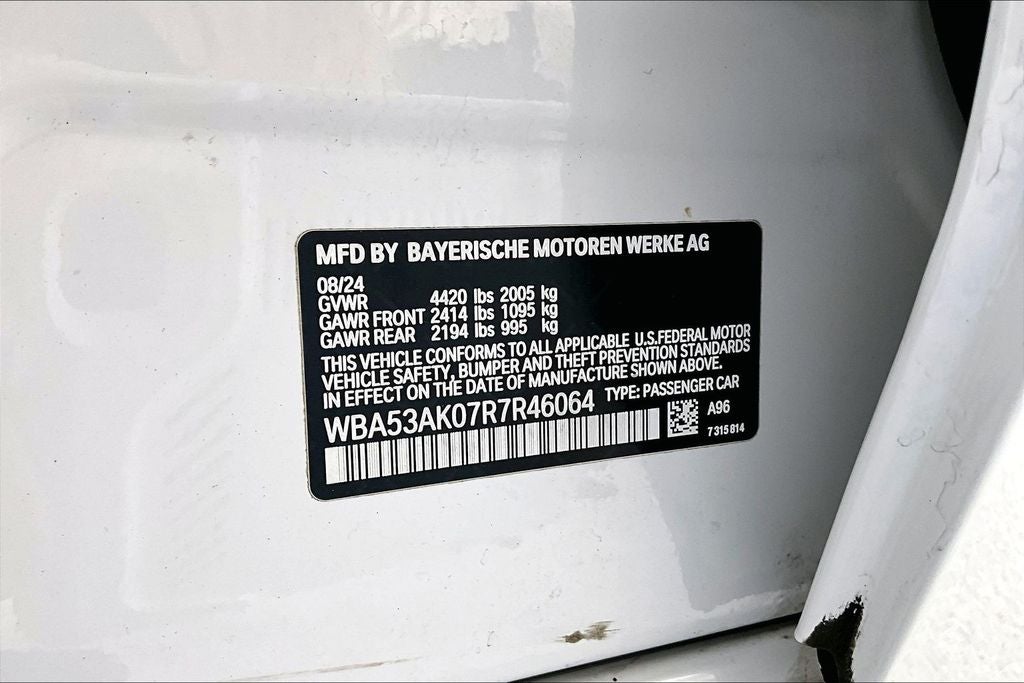 MFD BY BAYERISCHE MOTOREN WERKE AG
08/24
GVWR 4420 lbs 2005 kg
GAWR FRONT 2414 lbs 1095 kg
GAWR REAR 2194 lbs 995 kg
THIS VEHICLE CONFORMS TO ALL APPLICABLE U.S.FEDERAL MOTOR
VEHICLE SAFETY, BUMPER AND THEFT PREVENTION STANDARDS
IN EFFECT ON THE DATE OF MANUFACTURE SHOWN ABOVE.
WBA53AK07R7R46064 TYPE: PASSENGER CAR
A96
7 315 814